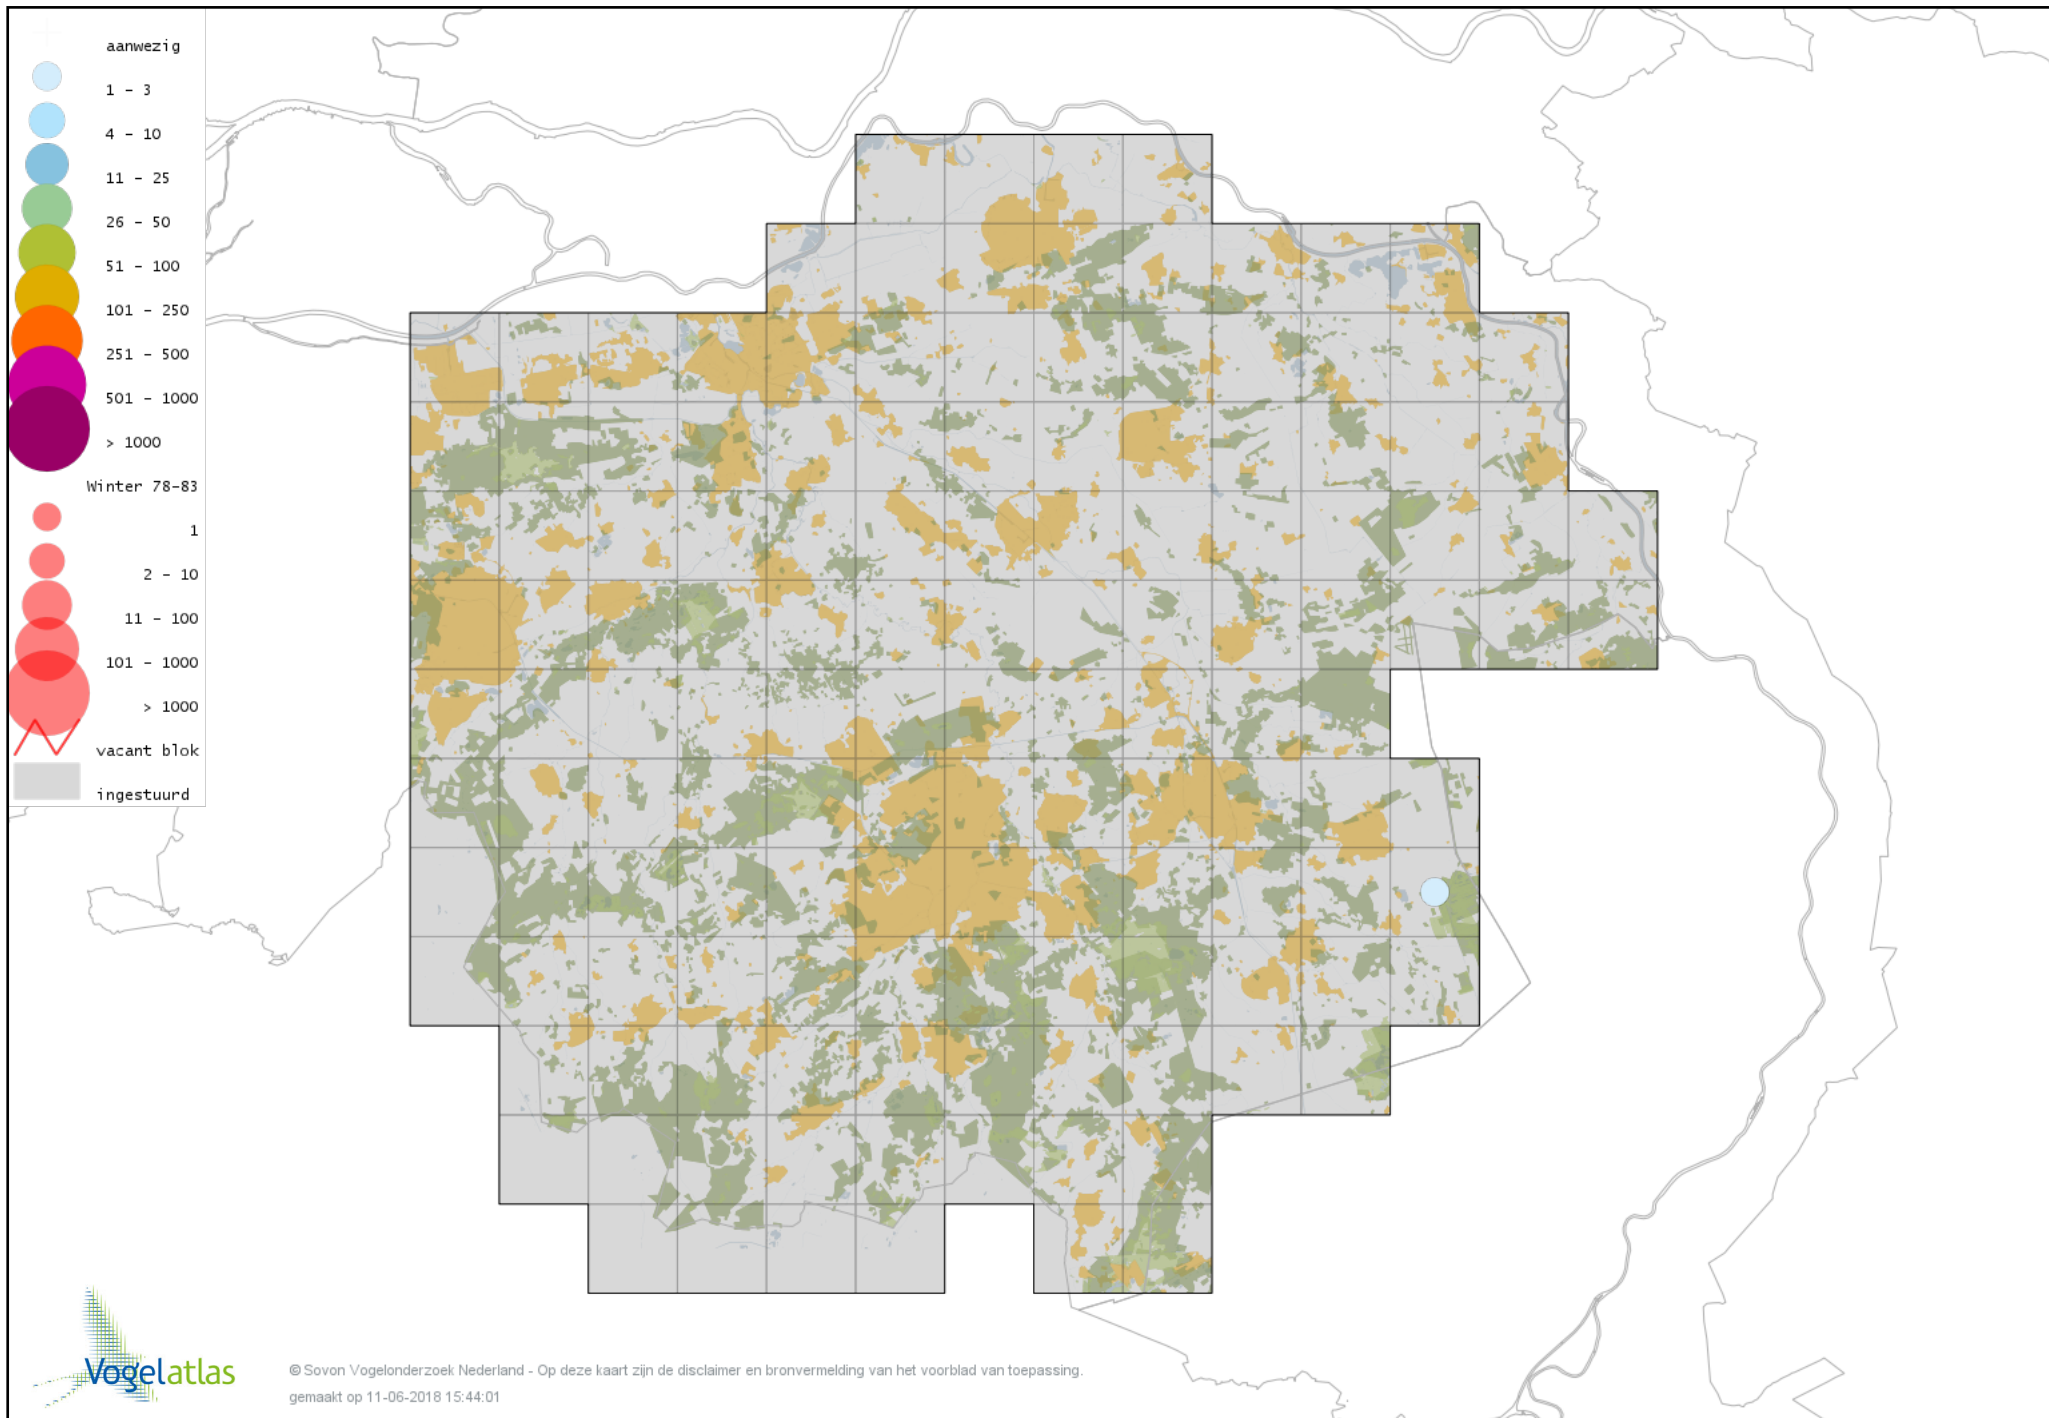 aanwezig
1 - 3
4 - 10
11 - 25
26 - 50
51 - 100
101 - 250
251 - 500
501 - 1000
> 1000
Winter 78-83
1
2 - 10
11 - 100
101 - 1000
> 1000
vacant blok
ingestuurd
Vogelatlas
© Sovon Vogelonderzoek Nederland - Op deze kaart zijn de disclaimer en bronvermelding van het voorblad van toepassing.
gemaakt op 11-06-2018 15:44:01